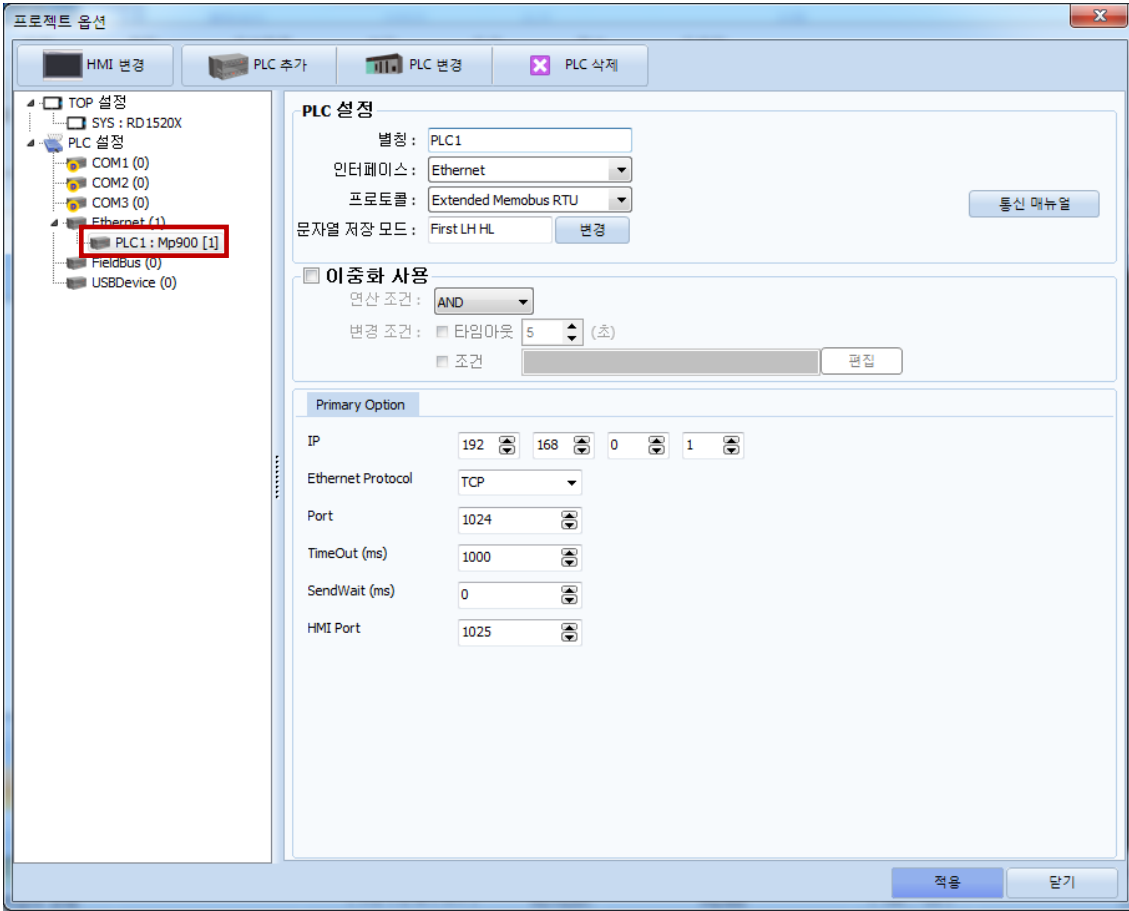 프로젝트 옵션
HMI 변경
PLC 추가
PLC 변경
PLC 삭제
TOP 설정
SYS : RD1520X
PLC 설정
COM1 (0)
COM2 (0)
COM3 (0)
Ethernet (1)
PLC1 : Mp900 [1]
FieldBus (0)
USBDevice (0)
PLC 설정
별칭 : PLC1
인터페이스 : Ethernet
프로토콜 : Extended Memobus RTU
통신 매뉴얼
문자열 저장 모드 : First LH HL 변경
이중화 사용
연산 조건 : AND
변경 조건 : 타임아웃 5 (초)
조건 편집
Primary Option
IP 192 168 0 1
Ethernet Protocol TCP
Port 1024
TimeOut (ms) 1000
SendWait (ms) 0
HMI Port 1025
적용
닫기